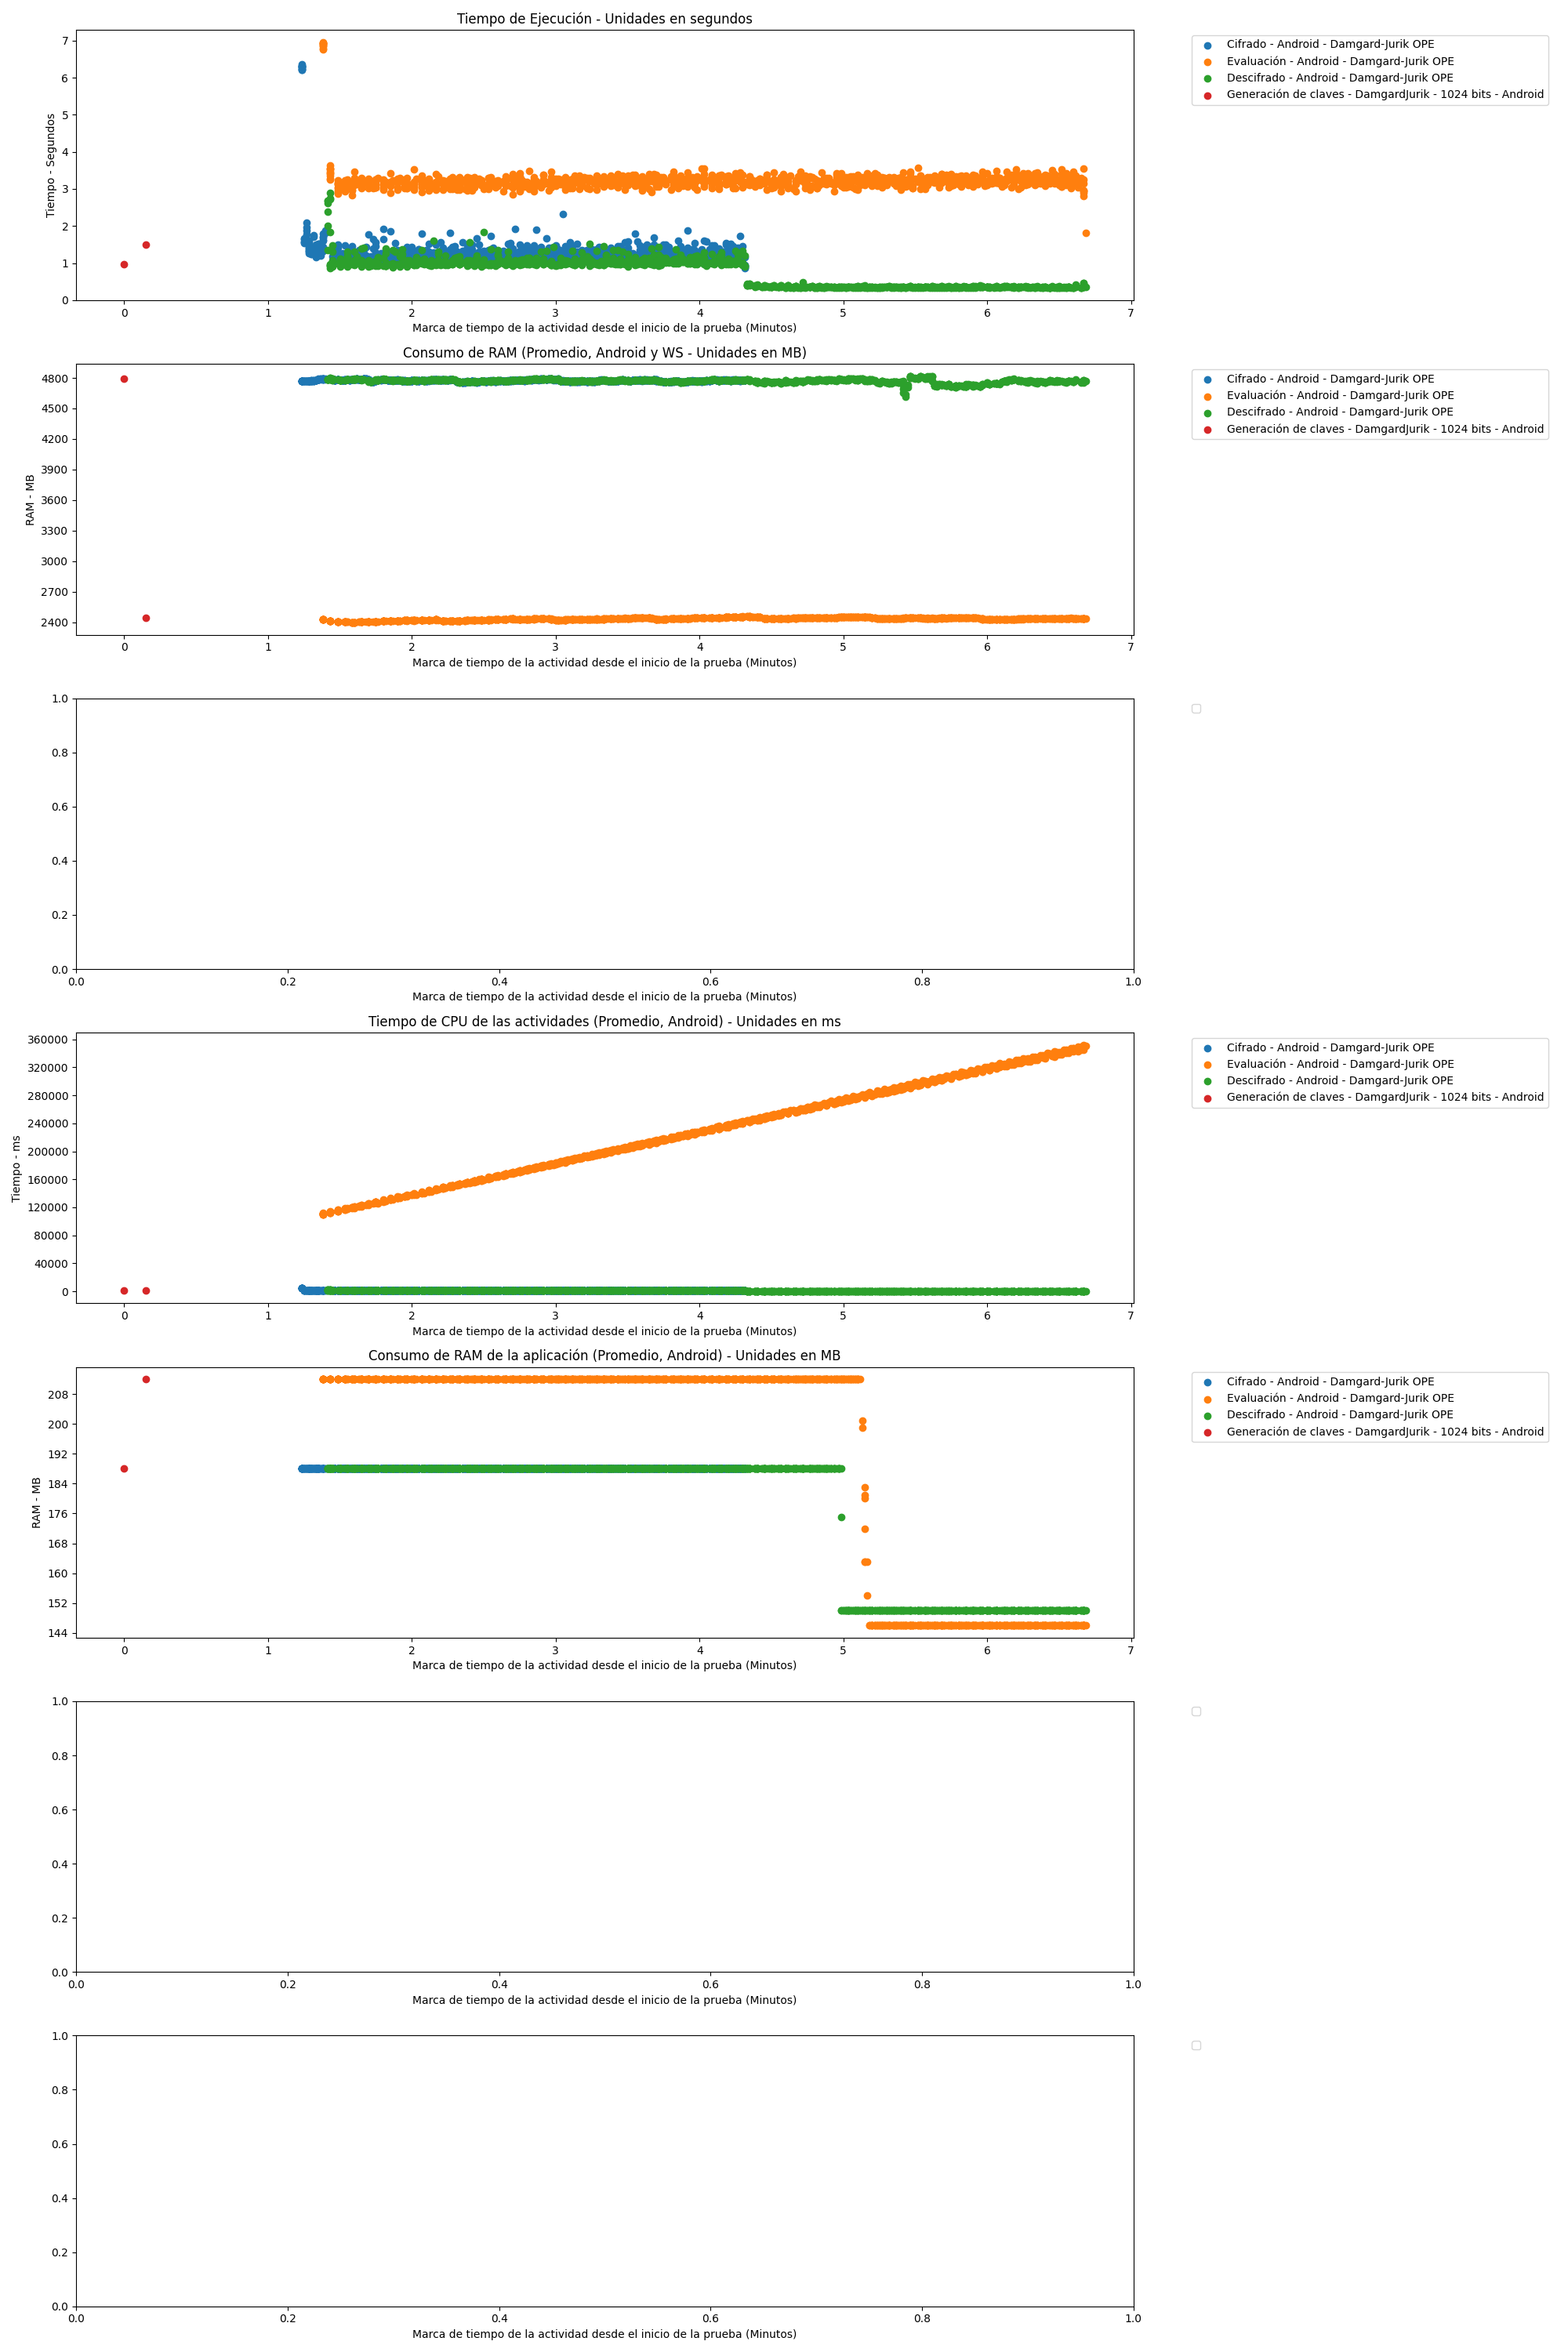 Tiempo de Ejecución - Unidades en segundos
7
6
5
4
3
2
1
0
Tiempo - Segundos
0 1 2 3 4 5 6 7
Marca de tiempo de la actividad desde el inicio de la prueba (Minutos)
Cifrado - Android - Damgard-Jurik OPE
Evaluación - Android - Damgard-Jurik OPE
Descifrado - Android - Damgard-Jurik OPE
Generación de claves - DamgardJurik - 1024 bits - Android
Consumo de RAM (Promedio, Android y WS - Unidades en MB)
4800
4500
4200
3900
3600
3300
3000
2700
2400
RAM - MB
0 1 2 3 4 5 6 7
Marca de tiempo de la actividad desde el inicio de la prueba (Minutos)
Cifrado - Android - Damgard-Jurik OPE
Evaluación - Android - Damgard-Jurik OPE
Descifrado - Android - Damgard-Jurik OPE
Generación de claves - DamgardJurik - 1024 bits - Android
1.0
0.8
0.6
0.4
0.2
0.0
0.0 0.2 0.4 0.6 0.8 1.0
Marca de tiempo de la actividad desde el inicio de la prueba (Minutos)
Tiempo de CPU de las actividades (Promedio, Android) - Unidades en ms
360000
320000
280000
240000
200000
160000
120000
80000
40000
0
Tiempo - ms
0 1 2 3 4 5 6 7
Marca de tiempo de la actividad desde el inicio de la prueba (Minutos)
Cifrado - Android - Damgard-Jurik OPE
Evaluación - Android - Damgard-Jurik OPE
Descifrado - Android - Damgard-Jurik OPE
Generación de claves - DamgardJurik - 1024 bits - Android
Consumo de RAM de la aplicación (Promedio, Android) - Unidades en MB
208
200
192
184
176
168
160
152
144
RAM - MB
0 1 2 3 4 5 6 7
Marca de tiempo de la actividad desde el inicio de la prueba (Minutos)
Cifrado - Android - Damgard-Jurik OPE
Evaluación - Android - Damgard-Jurik OPE
Descifrado - Android - Damgard-Jurik OPE
Generación de claves - DamgardJurik - 1024 bits - Android
1.0
0.8
0.6
0.4
0.2
0.0
0.0 0.2 0.4 0.6 0.8 1.0
Marca de tiempo de la actividad desde el inicio de la prueba (Minutos)
1.0
0.8
0.6
0.4
0.2
0.0
0.0 0.2 0.4 0.6 0.8 1.0
Marca de tiempo de la actividad desde el inicio de la prueba (Minutos)